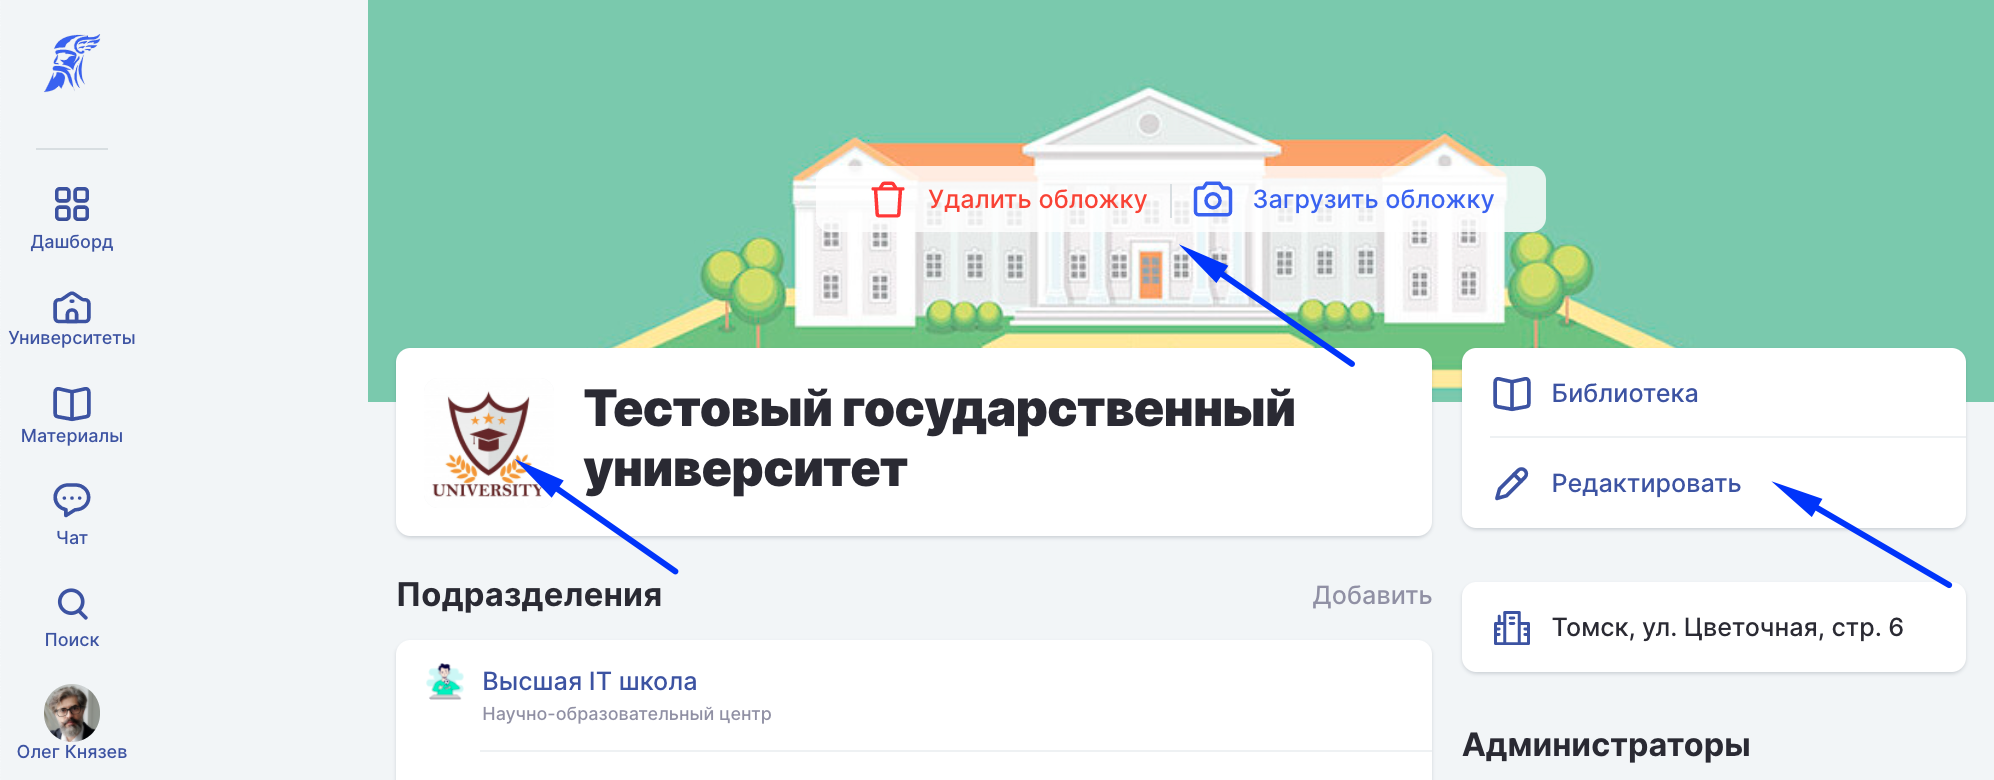 Дашборд
Университеты
Материалы
Чат
Поиск
Олег Князев
Удалить обложку
Загрузить обложку
UNIVERSITY
Тестовый государственный
университет
Библиотека
Редактировать
Подразделения
Добавить
Высшая IT школа
Научно-образовательный центр
Томск, ул. Цветочная, стр. 6
Администраторы